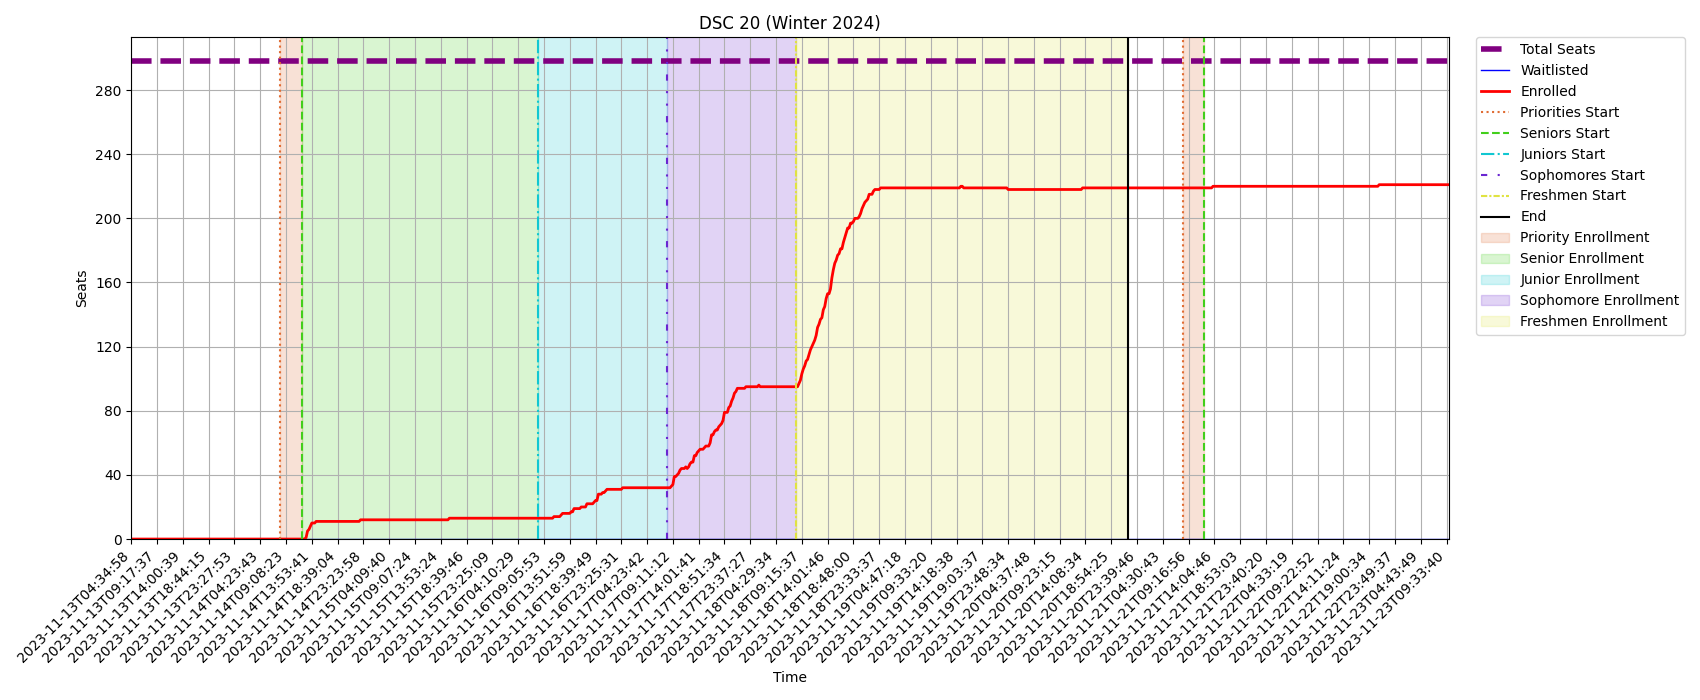 DSC 20 (Winter 2024)
Seats
280
240
200
160
120
80
40
0
2023-11-13T04:34:58
2023-11-13T09:17:37
2023-11-13T14:00:39
2023-11-13T18:44:15
2023-11-13T23:27:53
2023-11-14T04:23:43
2023-11-14T09:08:23
2023-11-14T13:53:41
2023-11-14T18:39:04
2023-11-14T23:23:58
2023-11-15T04:09:40
2023-11-15T09:07:24
2023-11-15T13:53:24
2023-11-15T18:39:46
2023-11-15T23:25:09
2023-11-16T04:10:29
2023-11-16T09:05:53
2023-11-16T13:51:59
2023-11-16T18:39:49
2023-11-16T23:25:31
2023-11-17T04:23:42
2023-11-17T09:11:12
2023-11-17T14:01:41
2023-11-17T18:51:34
2023-11-17T23:37:27
2023-11-18T04:29:34
2023-11-18T09:15:37
2023-11-18T14:01:46
2023-11-18T18:48:00
2023-11-18T23:33:37
2023-11-19T04:47:18
2023-11-19T09:33:20
2023-11-19T14:18:38
2023-11-19T19:03:37
2023-11-19T23:48:34
2023-11-20T04:37:48
2023-11-20T09:23:15
2023-11-20T14:08:34
2023-11-20T18:54:25
2023-11-20T23:39:46
2023-11-21T04:30:43
2023-11-21T09:16:56
2023-11-21T14:04:46
2023-11-21T18:53:03
2023-11-21T23:40:20
2023-11-22T04:33:19
2023-11-22T09:22:52
2023-11-22T14:11:24
2023-11-22T19:00:34
2023-11-22T23:49:37
2023-11-23T04:43:49
2023-11-23T09:33:40
Time
Total Seats
Waitlisted
Enrolled
Priorities Start
Seniors Start
Juniors Start
Sophomores Start
Freshmen Start
End
Priority Enrollment
Senior Enrollment
Junior Enrollment
Sophomore Enrollment
Freshmen Enrollment